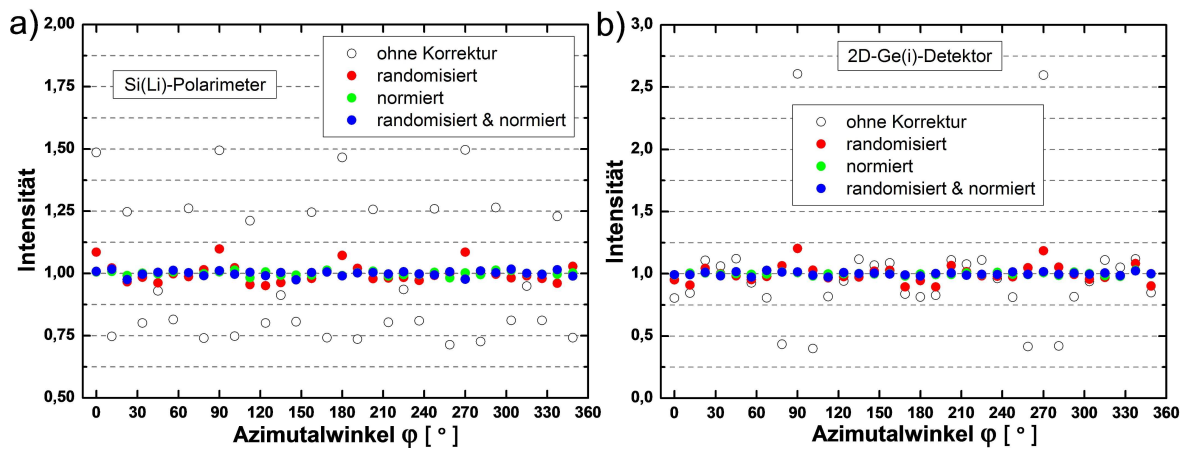 a)
2,00
1,75
1,50
1,25
1,00
0,75
0,50
Intensität
Si(Li)-Polarimeter
ohne Korrektur
randomisiert
normiert
randomisiert & normiert
0 30 60 90 120 150 180 210 240 270 300 330 360
Azimutalwinkel φ [ ° ]
b)
3,0
2,5
2,0
1,5
1,0
0,5
0,0
Intensität
2D-Ge(i)-Detektor
ohne Korrektur
randomisiert
normiert
randomisiert & normiert
0 30 60 90 120 150 180 210 240 270 300 330 360
Azimutalwinkel φ [ ° ]